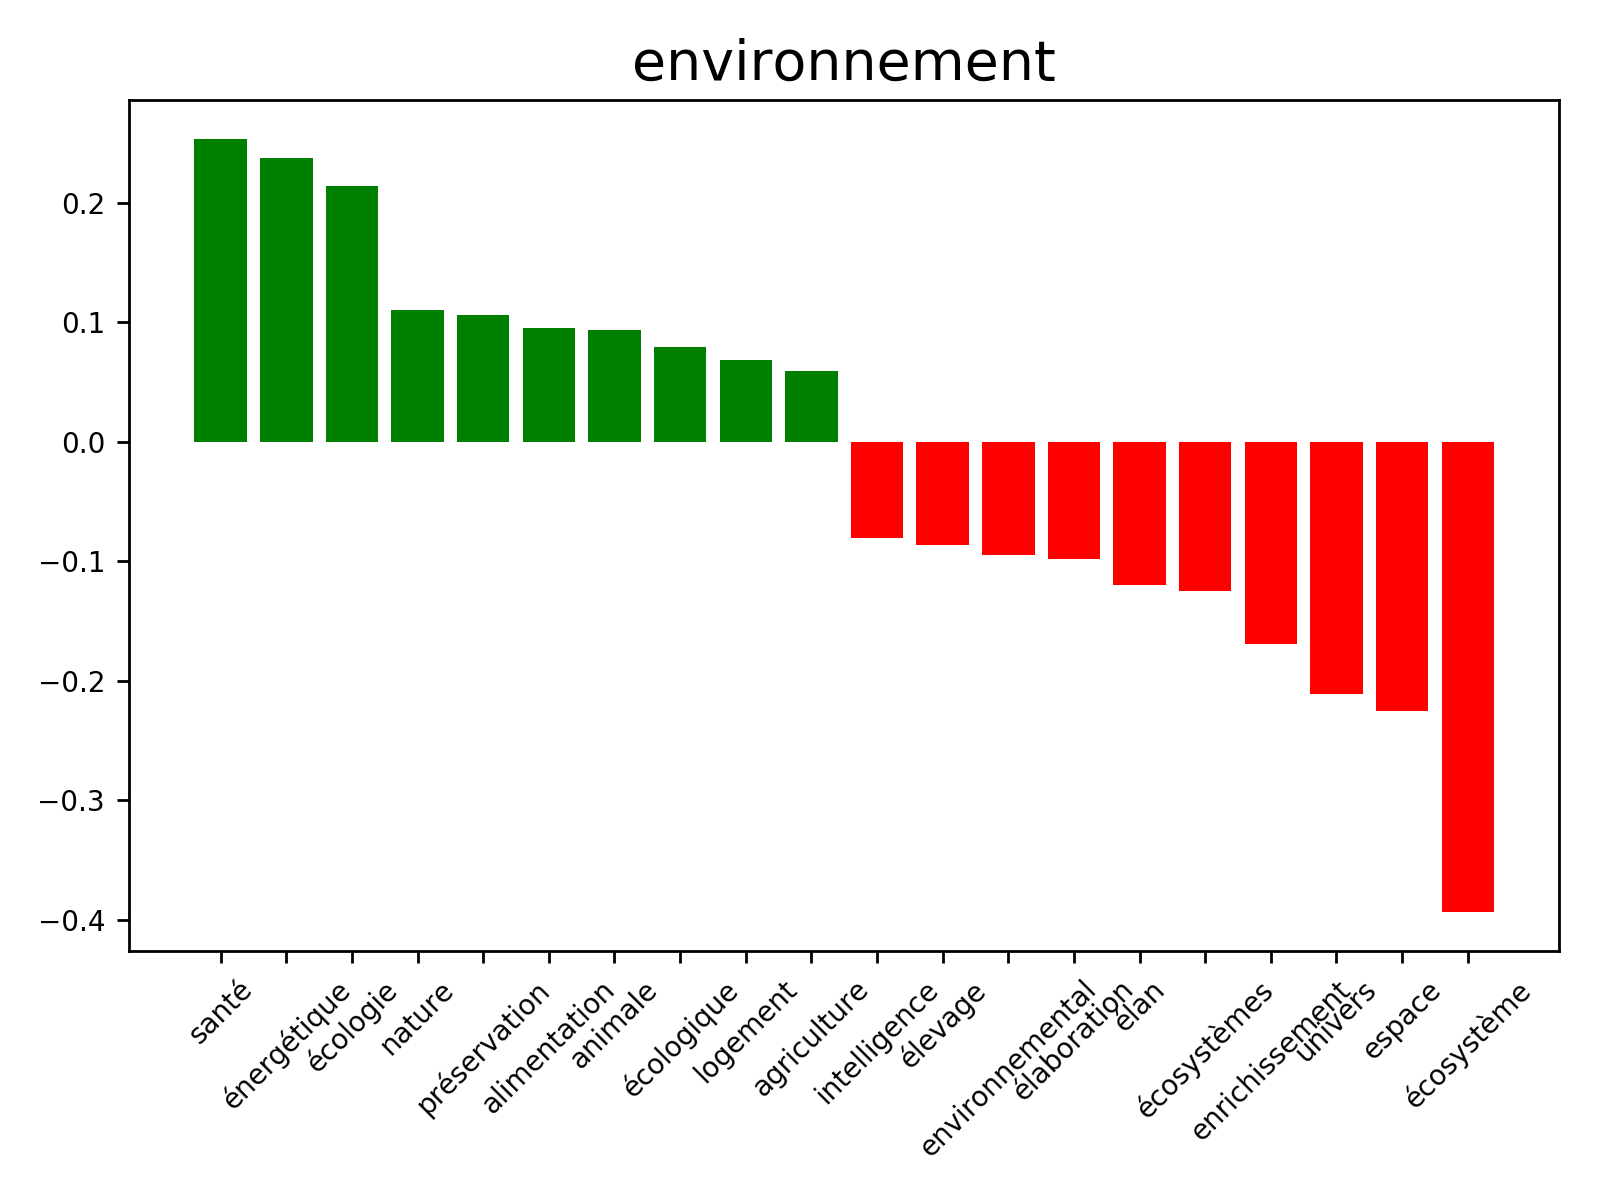 environnement
0.2
0.1
0.0
−0.1
−0.2
−0.3
−0.4
santé
énergétique
écologie
nature
préservation
alimentation
animale
écologique
logement
agriculture
intelligence
élevage
environnemental
élaboration
élan
écosystèmes
enrichissement
univers
espace
écosystème